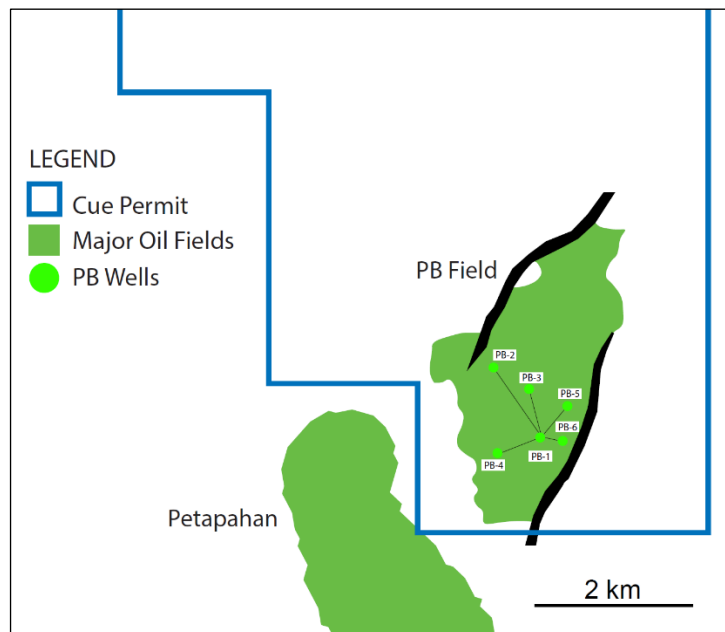 LEGEND
Cue Permit
Major Oil Fields
PB Wells
PB Field
PB-2
PB-3
PB-5
PB-6
PB-1
PB-4
Petapahan
2 km